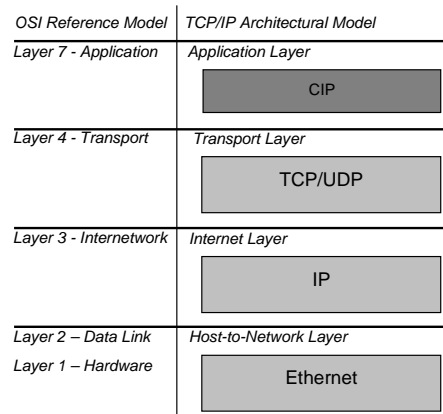 OSI Reference Model TCP/IP Architectural Model
Layer 7 - Application Application Layer
CIP
Layer 4 - Transport Transport Layer
TCP/UDP
Layer 3 - Internetwork Internet Layer
IP
Layer 2 – Data Link Host-to-Network Layer
Layer 1 – Hardware
Ethernet